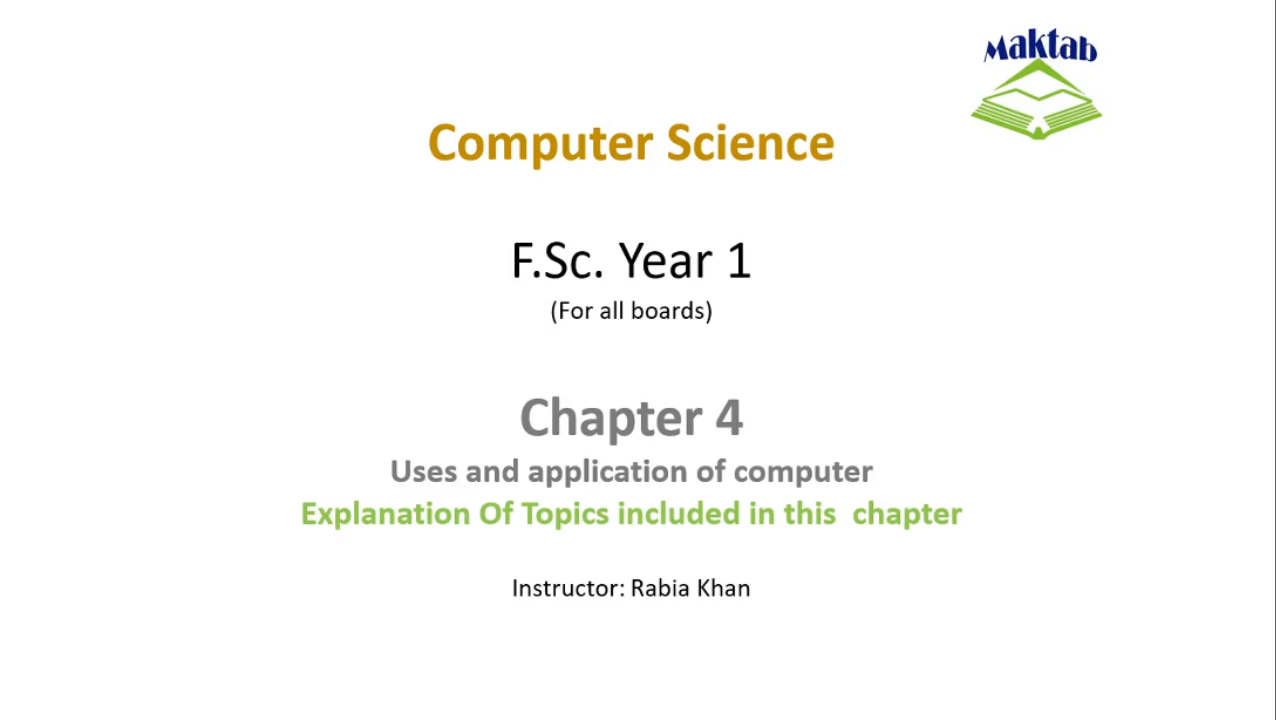 Maktab
Computer Science
F.Sc. Year 1
(For all boards)
Chapter 4
Uses and application of computer
Explanation Of Topics included in this  chapter
Instructor: Rabia Khan